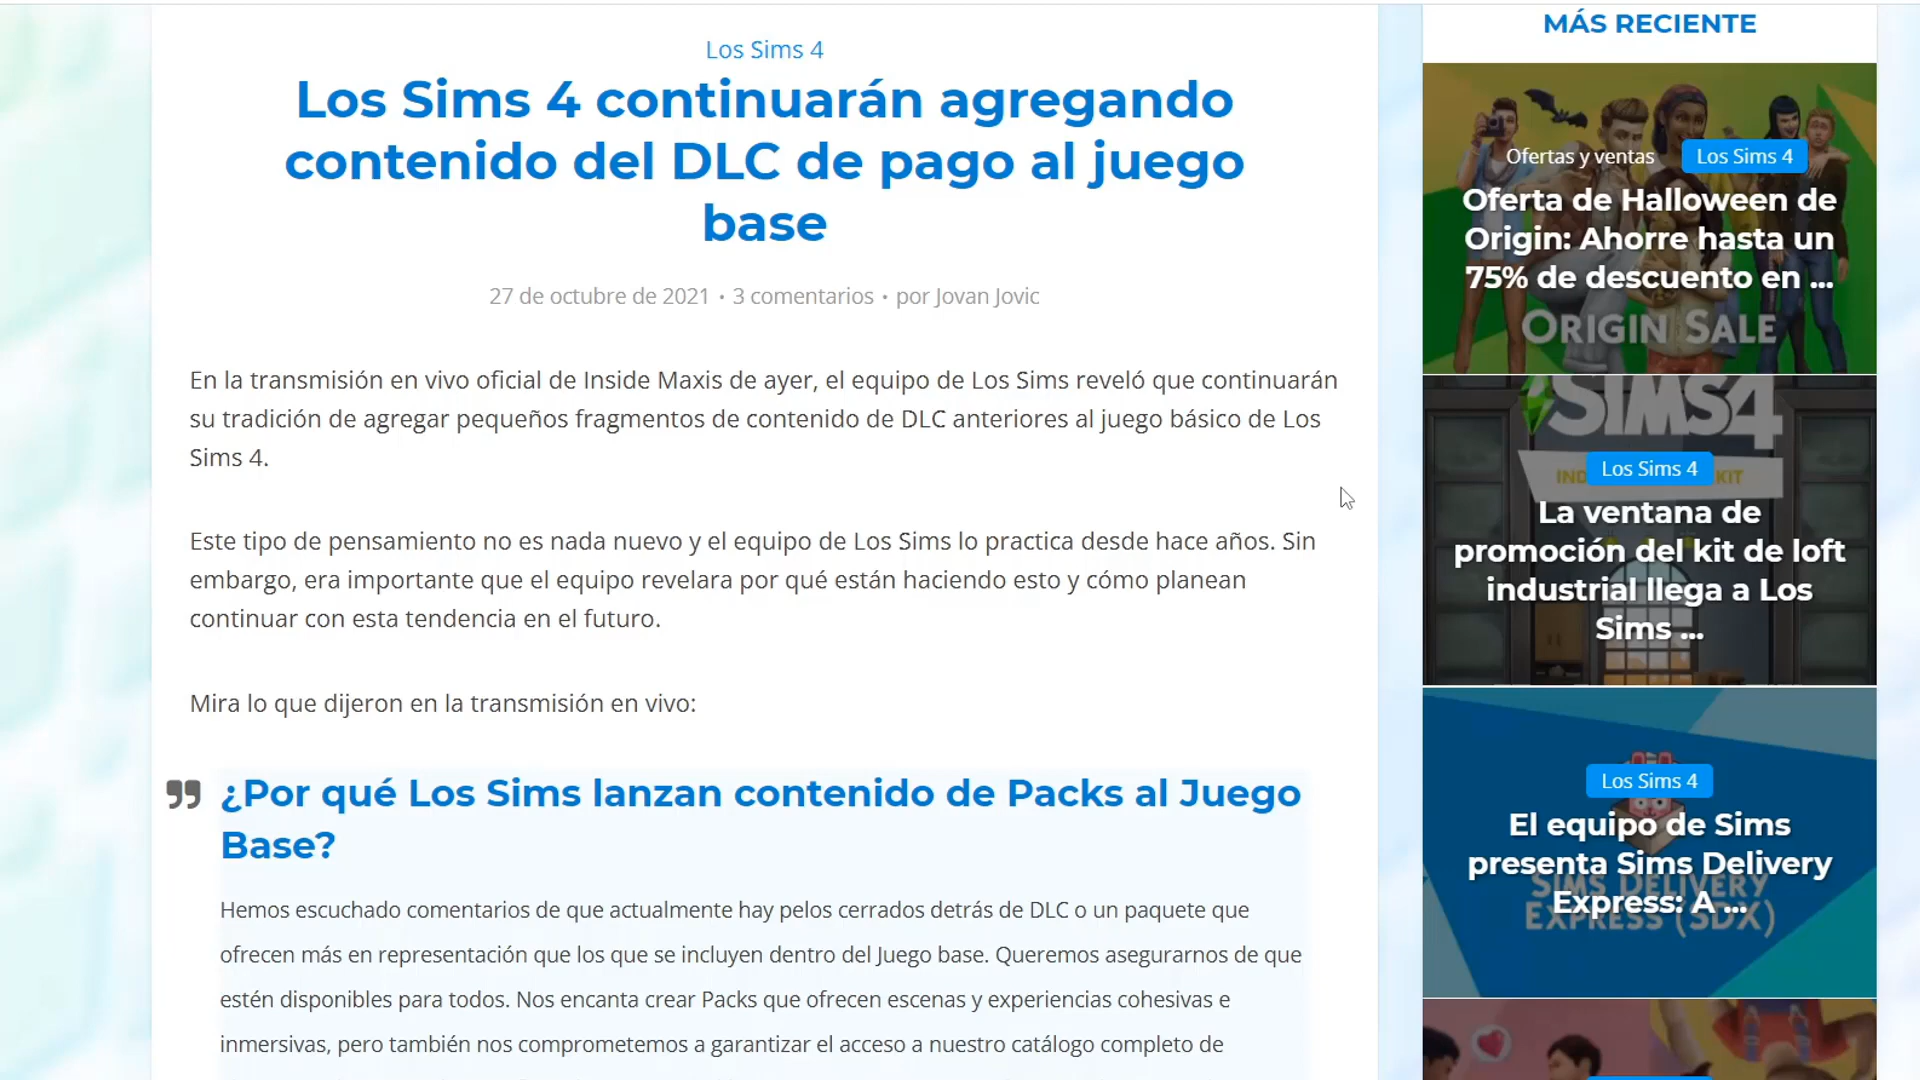 Los Sims 4
Los Sims 4 continuarán agregando
contenido del DLC de pago al juego
base
27 de octubre de 2021 • 3 comentarios • por Jovan Jovic
En la transmisión en vivo oficial de Inside Maxis de ayer, el equipo de Los Sims reveló que continuarán
su tradición de agregar pequeños fragmentos de contenido de DLC anteriores al juego básico de Los
Sims 4.
Este tipo de pensamiento no es nada nuevo y el equipo de Los Sims lo practica desde hace años. Sin
embargo, era importante que el equipo revelara por qué están haciendo esto y cómo planean
continuar con esta tendencia en el futuro.
Mira lo que dijeron en la transmisión en vivo:
¿Por qué Los Sims lanzan contenido de Packs al Juego
Base?
Hemos escuchado comentarios de que actualmente hay pelos cerrados detrás de DLC o un paquete que
ofrecen más en representación que los que se incluyen dentro del Juego base. Queremos asegurarnos de que
estén disponibles para todos. Nos encanta crear Packs que ofrecen escenas y experiencias cohesivas e
inmersivas, pero también nos comprometemos a garantizar el acceso a nuestro catálogo completo de
MÁS RECIENTE
Ofertas y ventas Los Sims 4
Oferta de Halloween de
Origin: Ahorre hasta un
75% de descuento en ...
ORIGIN SALE
SIMS4
Los Sims 4
KIT
La ventana de
promoción del kit de loft
industrial llega a Los
Sims ...
Los Sims 4
El equipo de Sims
presenta Sims Delivery
Express: A ...
SIMS DELIVERY
EXPRESS (SDX)